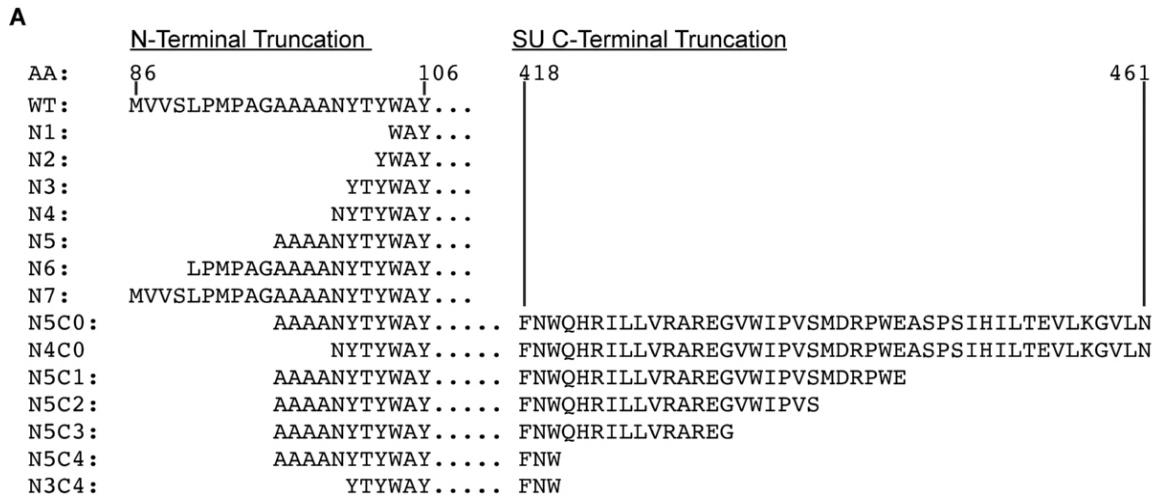 A
N-Terminal Truncation SU C-Terminal Truncation
AA: 86 106 418 461
WT: MVVSLPMPAGAAAANYTYWAY...
N1: WAY...
N2: YWAY...
N3: YTYWAY...
N4: NYTYWAY...
N5: AAAANYTYWAY...
N6: LPMPAGAAAANYTYWAY...
N7: MVVSLPMPAGAAAANYTYWAY...
N5C0: AAAANYTYWAY..... FNWQHRILLVRAREGVWIPVSMDRPWEASPSIHILTEVLKGVLN
N4C0 NYTYWAY..... FNWQHRILLVRAREGVWIPVSMDRPWEASPSIHILTEVLKGVLN
N5C1: AAAANYTYWAY..... FNWQHRILLVRAREGVWIPVSMDRPWE
N5C2: AAAANYTYWAY..... FNWQHRILLVRAREGVWIPVS
N5C3: AAAANYTYWAY..... FNWQHRILLVRAREG
N5C4: AAAANYTYWAY..... FNW
N3C4: YTYWAY..... FNW